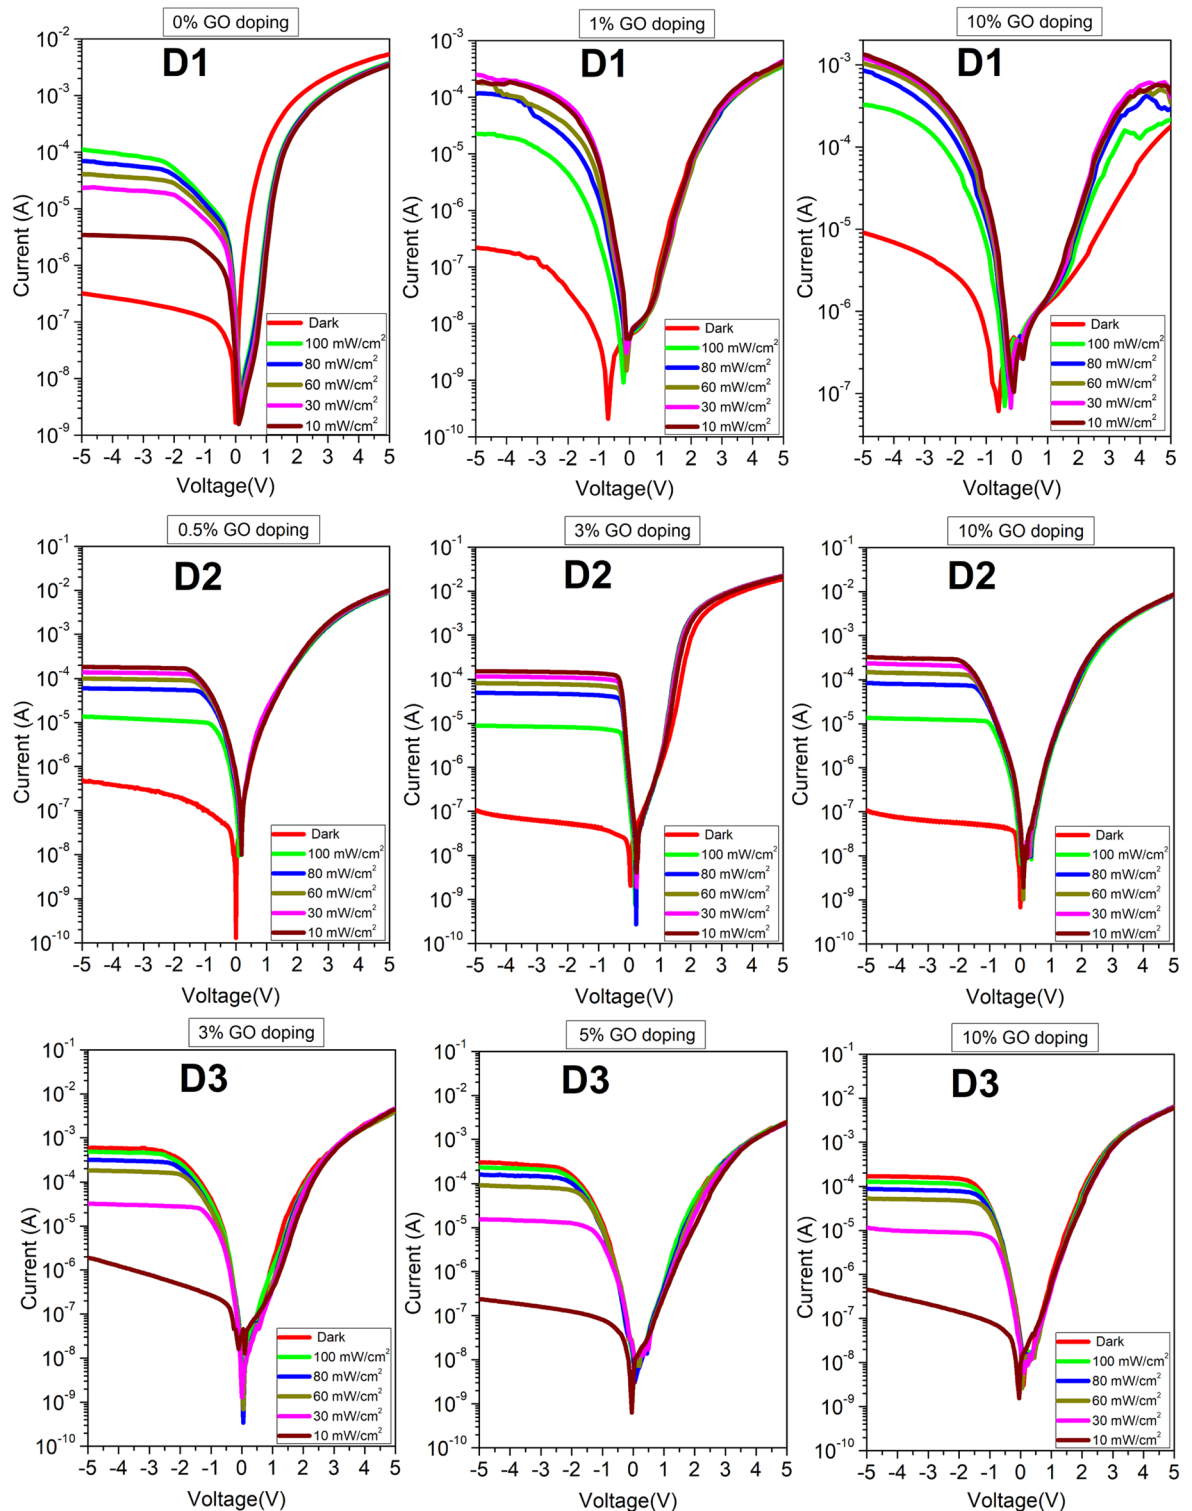 0% GO doping
D1
Current (A)
10⁻²
10⁻³
10⁻⁴
10⁻⁵
10⁻⁶
10⁻⁷
10⁻⁸
10⁻⁹
Dark
100 mW/cm²
80 mW/cm²
60 mW/cm²
30 mW/cm²
10 mW/cm²
-5 -4 -3 -2 -1 0 1 2 3 4 5
Voltage(V)
1% GO doping
D1
Current (A)
10⁻³
10⁻⁴
10⁻⁵
10⁻⁶
10⁻⁷
10⁻⁸
10⁻⁹
10⁻¹⁰
Dark
100 mW/cm²
80 mW/cm²
60 mW/cm²
30 mW/cm²
10 mW/cm²
-5 -4 -3 -2 -1 0 1 2 3 4 5
Voltage(V)
10% GO doping
D1
Current (A)
10⁻³
10⁻⁴
10⁻⁵
10⁻⁶
10⁻⁷
Dark
100 mW/cm²
80 mW/cm²
60 mW/cm²
30 mW/cm²
10 mW/cm²
-5 -4 -3 -2 -1 0 1 2 3 4 5
Voltage(V)
0.5% GO doping
D2
Current (A)
10⁻¹
10⁻²
10⁻³
10⁻⁴
10⁻⁵
10⁻⁶
10⁻⁷
10⁻⁸
10⁻⁹
10⁻¹⁰
Dark
100 mW/cm²
80 mW/cm²
60 mW/cm²
30 mW/cm²
10 mW/cm²
-5 -4 -3 -2 -1 0 1 2 3 4 5
Voltage(V)
3% GO doping
D2
Current (A)
10⁻¹
10⁻²
10⁻³
10⁻⁴
10⁻⁵
10⁻⁶
10⁻⁷
10⁻⁸
10⁻⁹
10⁻¹⁰
Dark
100 mW/cm²
80 mW/cm²
60 mW/cm²
30 mW/cm²
10 mW/cm²
-5 -4 -3 -2 -1 0 1 2 3 4 5
Voltage(V)
10% GO doping
D2
Current (A)
10⁻¹
10⁻²
10⁻³
10⁻⁴
10⁻⁵
10⁻⁶
10⁻⁷
10⁻⁸
10⁻⁹
10⁻¹⁰
Dark
100 mW/cm²
80 mW/cm²
60 mW/cm²
30 mW/cm²
10 mW/cm²
-5 -4 -3 -2 -1 0 1 2 3 4 5
Voltage(V)
3% GO doping
D3
Current (A)
10⁻¹
10⁻²
10⁻³
10⁻⁴
10⁻⁵
10⁻⁶
10⁻⁷
10⁻⁸
10⁻⁹
10⁻¹⁰
Dark
100 mW/cm²
80 mW/cm²
60 mW/cm²
30 mW/cm²
10 mW/cm²
-5 -4 -3 -2 -1 0 1 2 3 4 5
Voltage(V)
5% GO doping
D3
Current (A)
10⁻¹
10⁻²
10⁻³
10⁻⁴
10⁻⁵
10⁻⁶
10⁻⁷
10⁻⁸
10⁻⁹
10⁻¹⁰
Dark
100 mW/cm²
80 mW/cm²
60 mW/cm²
30 mW/cm²
10 mW/cm²
-5 -4 -3 -2 -1 0 1 2 3 4 5
Voltage(V)
10% GO doping
D3
Current (A)
10⁻¹
10⁻²
10⁻³
10⁻⁴
10⁻⁵
10⁻⁶
10⁻⁷
10⁻⁸
10⁻⁹
10⁻¹⁰
Dark
100 mW/cm²
80 mW/cm²
60 mW/cm²
30 mW/cm²
10 mW/cm²
-5 -4 -3 -2 -1 0 1 2 3 4 5
Voltage(V)